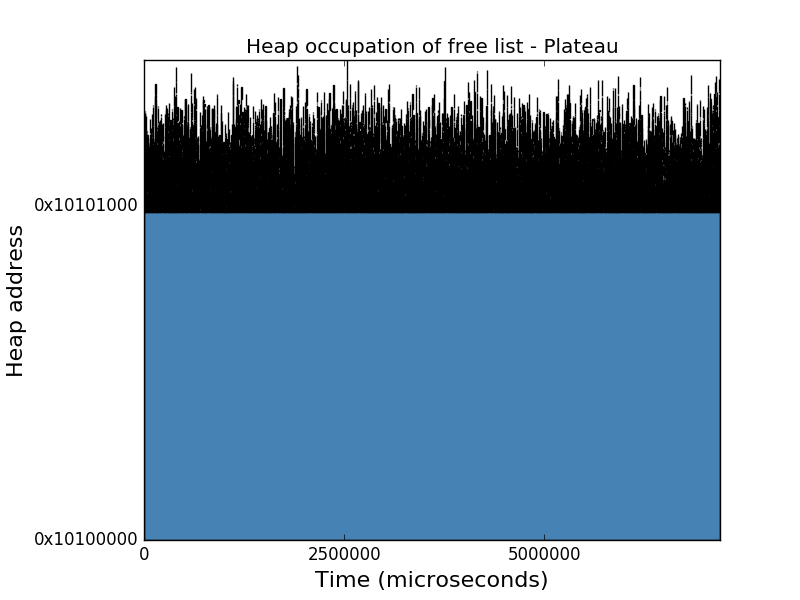 Heap occupation of free list - Plateau
0x10101000
Heap address
0x10100000
0
2500000
5000000
Time (microseconds)